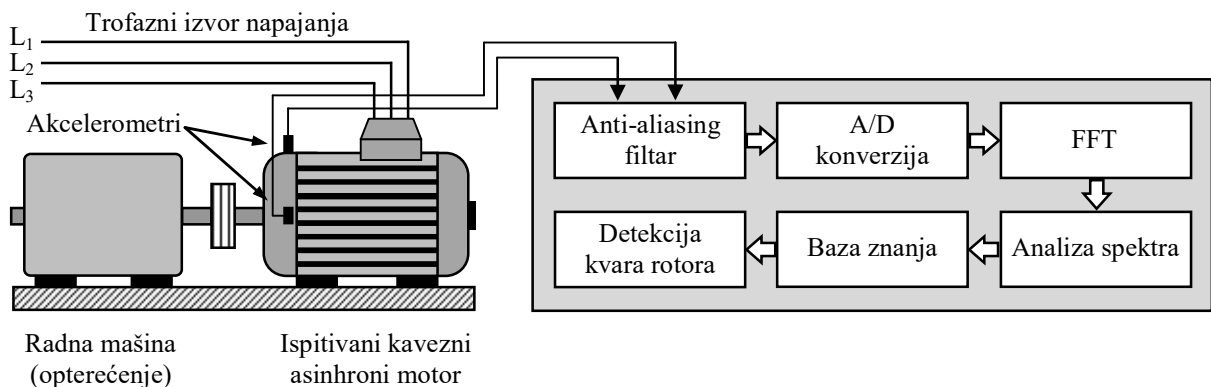 Trofazni izvor napajanja
L1
L2
L3
Akcelerometri
Anti-aliasing
filtar
A/D
konverzija
FFT
Detekcija
kvara rotora
Baza znanja
Analiza spektra
Radna mašina
(opterećenje)
Ispitivani kavezni
asinhroni motor